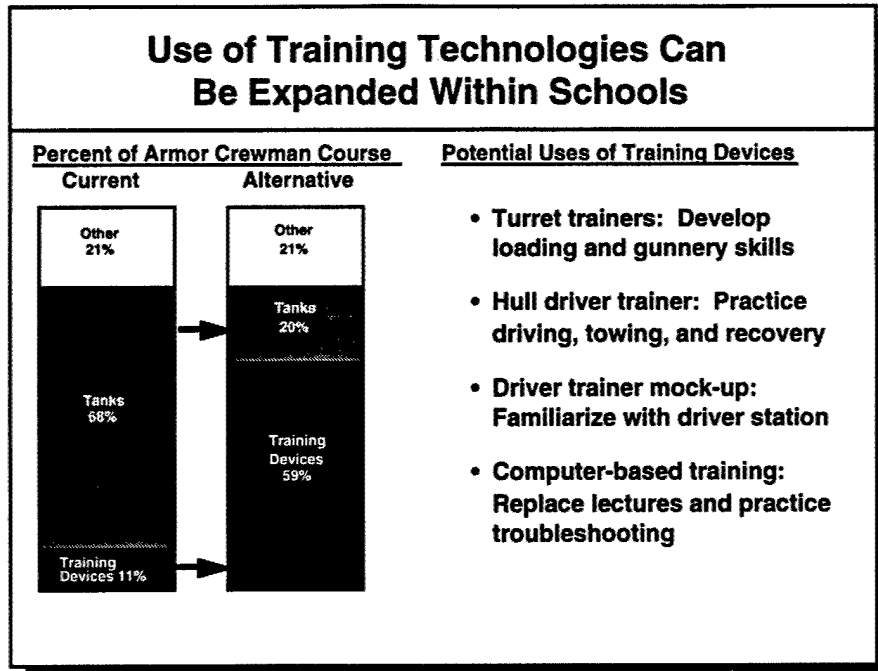 Use of Training Technologies Can
Be Expanded Within Schools
Percent of Armor Crewman Course
Current
Alternative
Other
21%
Tanks
68%
Training
Devices 11%
Other
21%
Tanks
20%
Training
Devices
59%
Potential Uses of Training Devices
• Turret trainers: Develop
loading and gunnery skills
• Hull driver trainer: Practice
driving, towing, and recovery
• Driver trainer mock-up:
Familiarize with driver station
• Computer-based training:
Replace lectures and practice
troubleshooting